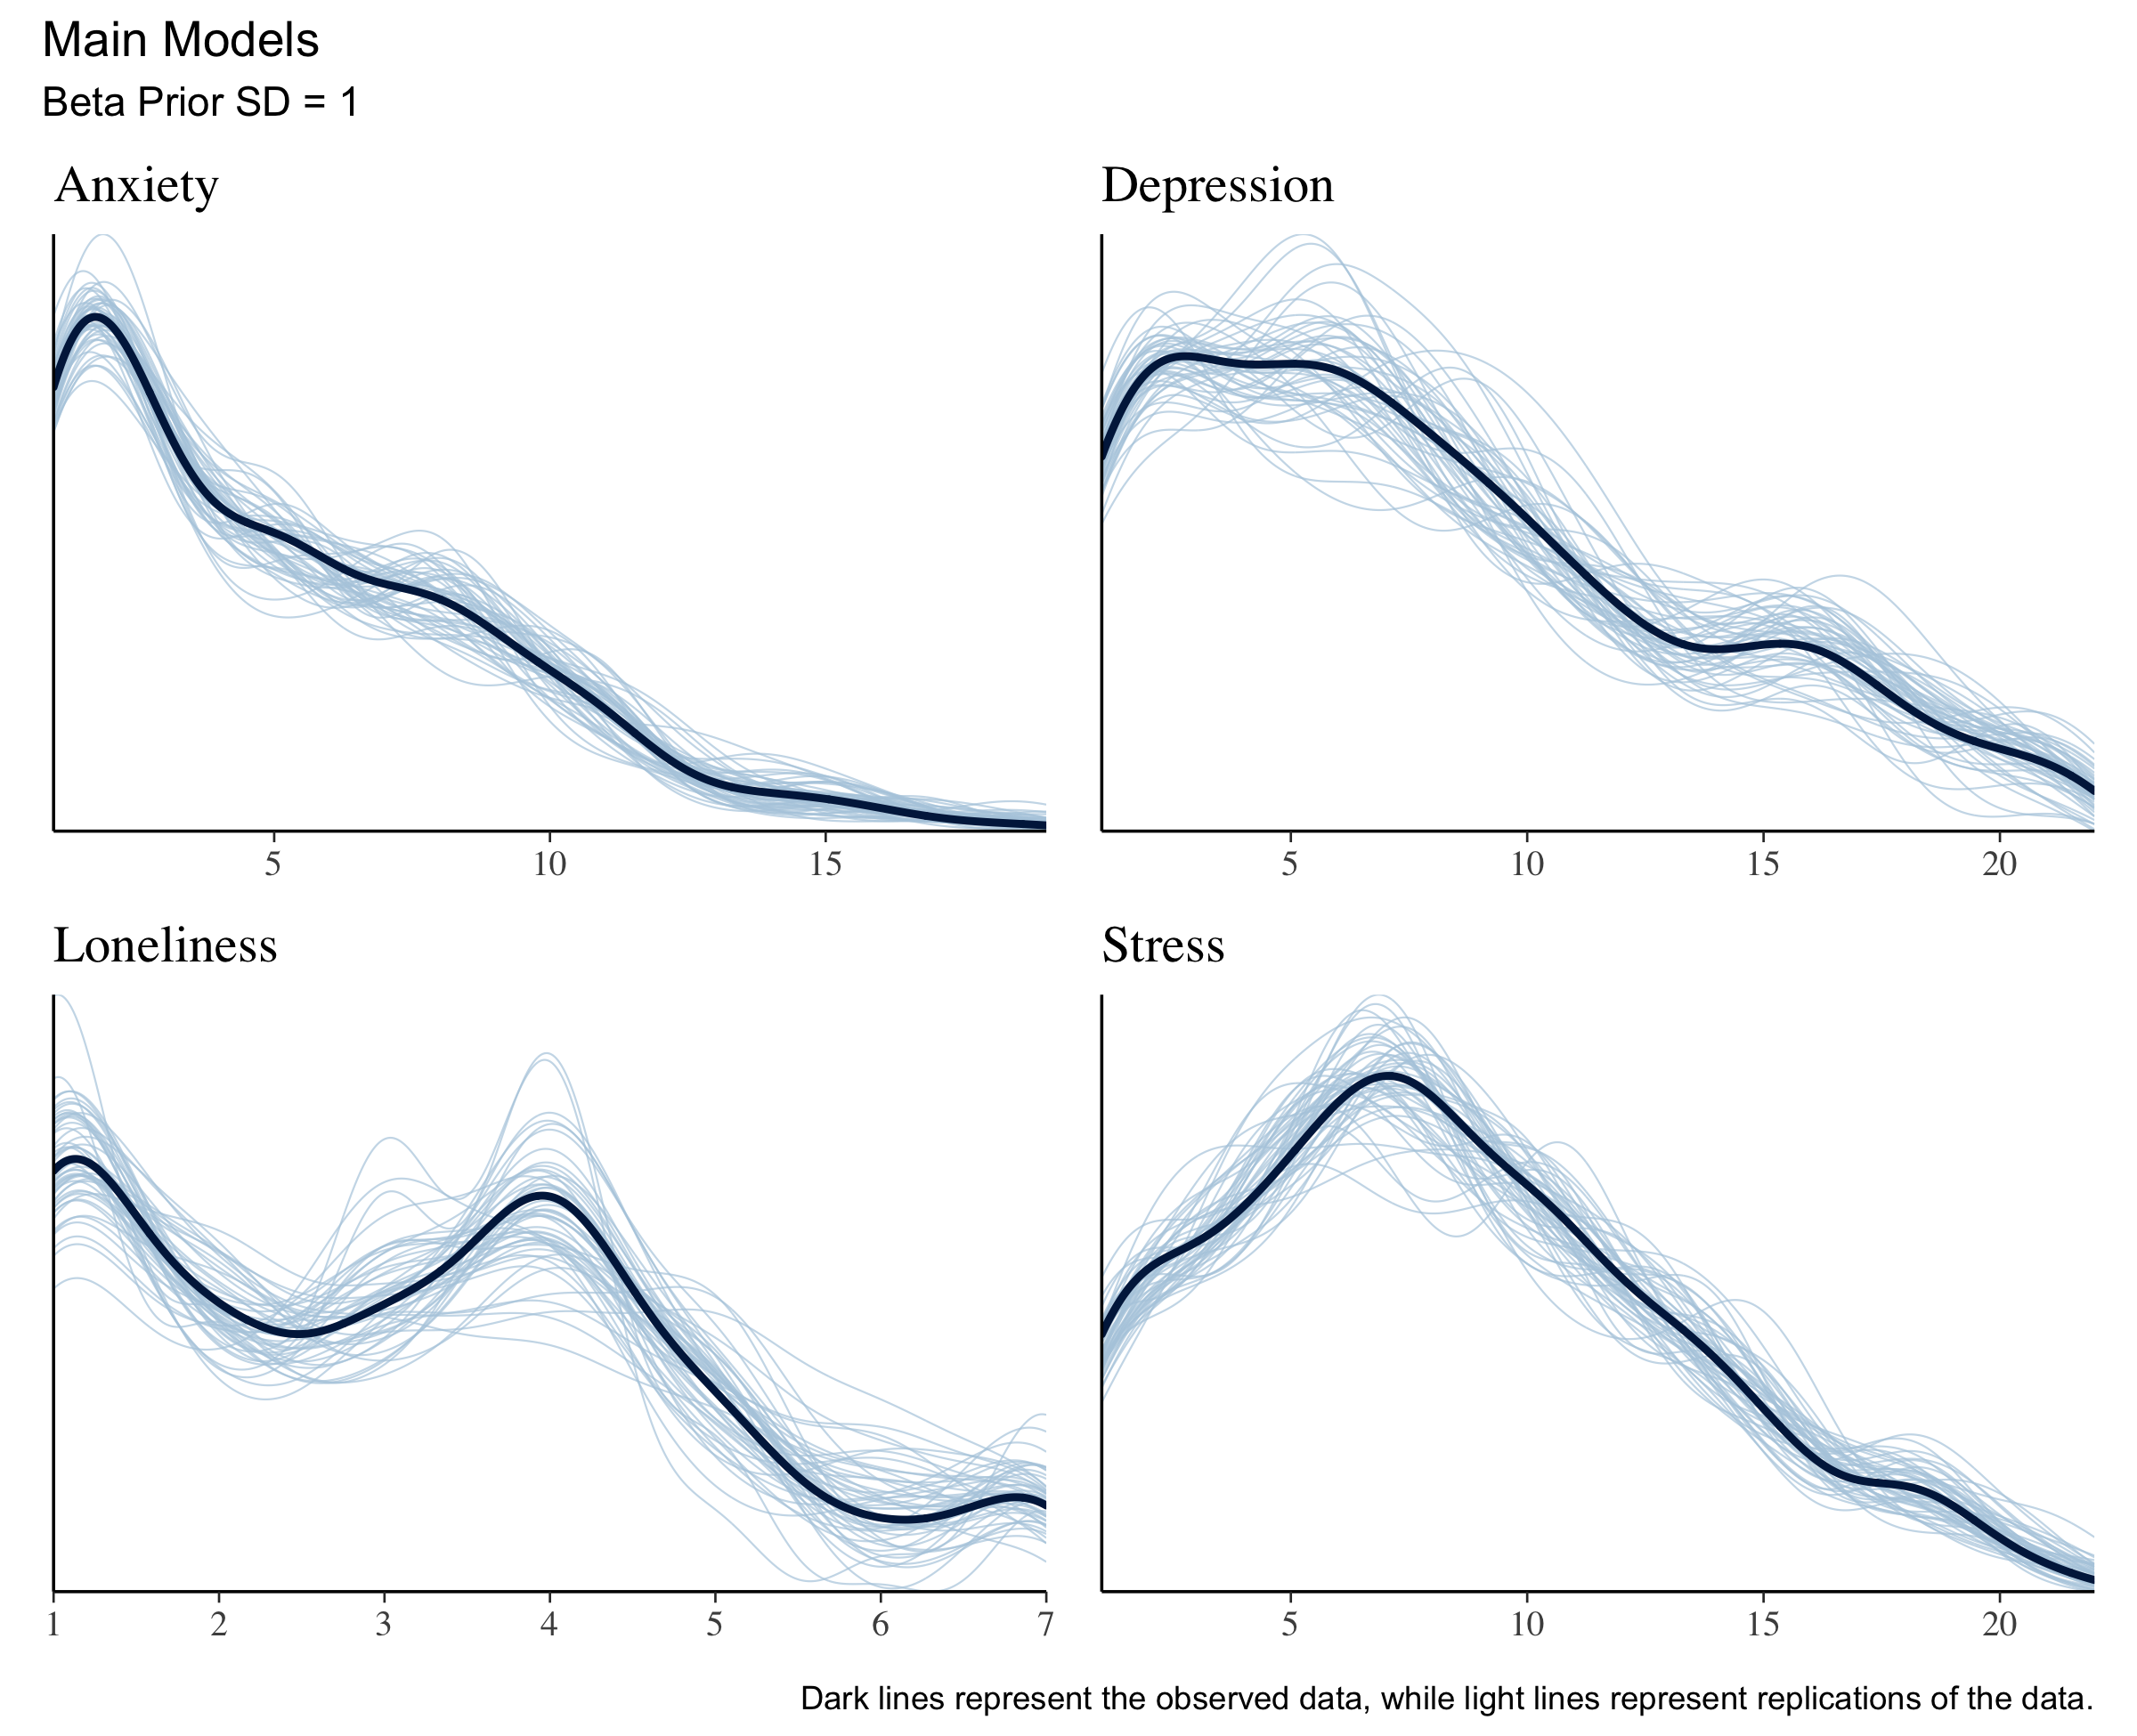 Main Models
Beta Prior SD = 1
Anxiety
5 10 15
Depression
5 10 15 20
Loneliness
1 2 3 4 5 6 7
Stress
5 10 15 20
Dark lines represent the observed data, while light lines represent replications of the data.